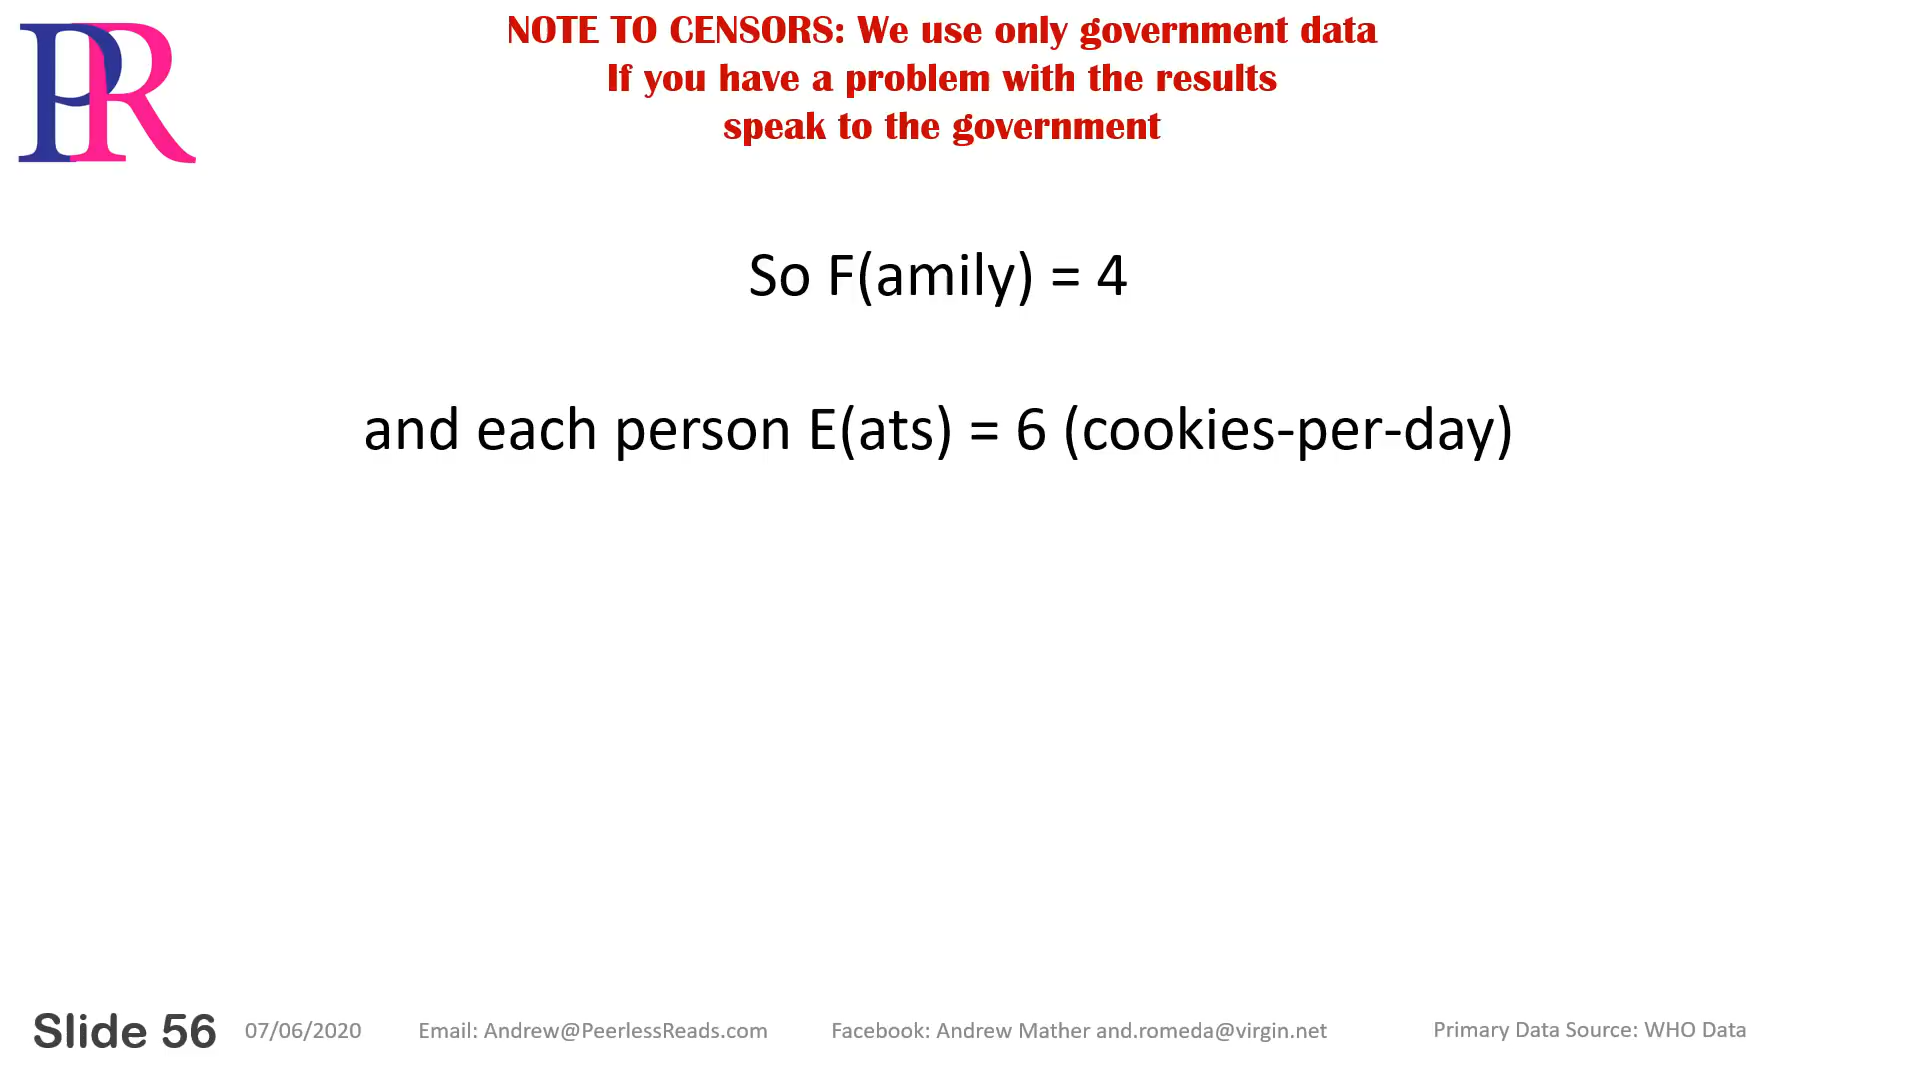 PR
NOTE TO CENSORS: We use only government data
If you have a problem with the results
speak to the government
So F(amily) = 4
and each person E(ats) = 6 (cookies-per-day)
Slide 56 07/06/2020 Email: Andrew@PeerlessReads.com Facebook: Andrew Mather and.romeda@virgin.net Primary Data Source: WHO Data